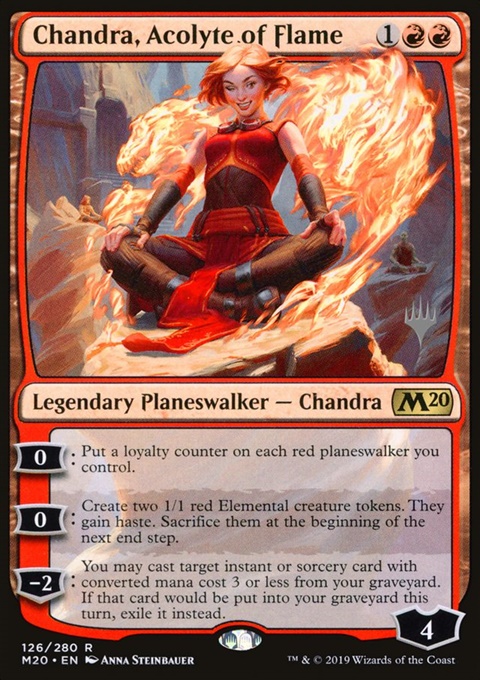 Chandra, Acolyte of Flame 1
Legendary Planeswalker — Chandra M20
0 : Put a loyalty counter on each red planeswalker you
control.
0 : Create two 1/1 red Elemental creature tokens. They
gain haste. Sacrifice them at the beginning of the
next end step.
-2 : You may cast target instant or sorcery card with
converted mana cost 3 or less from your graveyard.
If that card would be put into your graveyard this
turn, exile it instead.
4
126/280 R
M20 • EN Anna Steinbauer
™ & © 2019 Wizards of the Coast